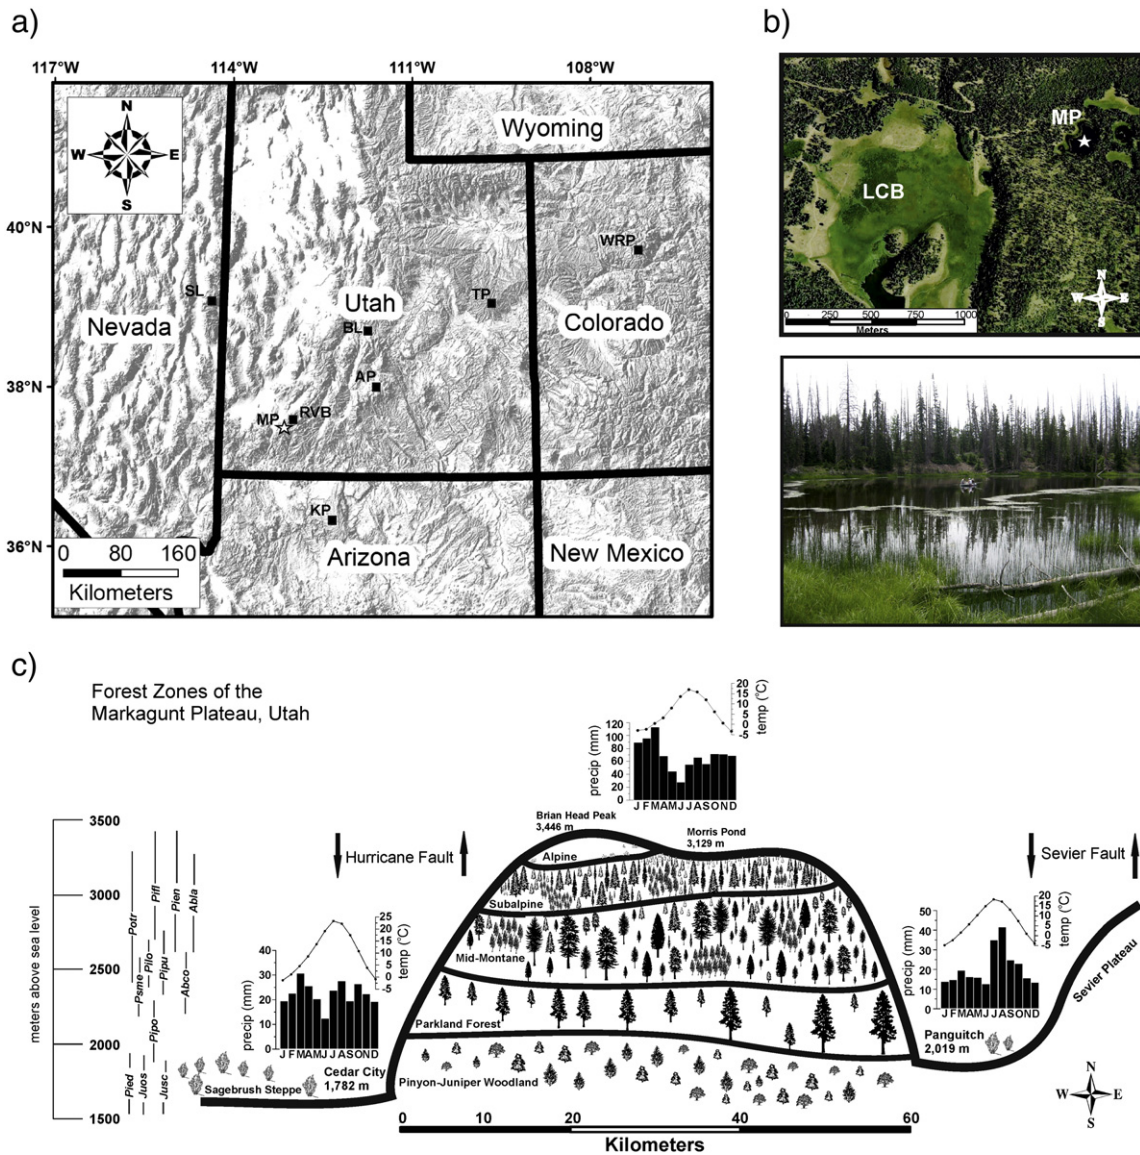 a)
117°W 114°W 111°W 108°W
N
W E
S
Wyoming
40°N
WRP
SL
TP
Utah
Nevada
Colorado
BL
38°N
AP
MP RVB
KP
36°N
0 80 160
Kilometers
Arizona
New Mexico
b)
MP
LCB
N
W E
S
0 250 500 750 1000
Meters
c)
Forest Zones of the
Markagunt Plateau, Utah
20
15
10
5
0
-5
temp (°C)
120
100
80
60
40
20
0
precip (mm)
J F M A M J J A S O N D
Brian Head Peak
3,446 m
Morris Pond
3,129 m
meters above sea level
3500
3000
2500
2000
1500
Potr
Pifl
Pien
Abla
Psme
Pilo
Pipu
Abco
Pipo
Pied
Juos
Jusc
Hurricane Fault
Sevier Fault
25
20
15
10
5
0
-5
temp (°C)
40
30
20
10
0
precip (mm)
J F M A M J J A S O N D
Cedar City
1,782 m
Sagebrush Steppe
Alpine
Subalpine
Mid-Montane
Parkland Forest
Pinyon-Juniper Woodland
20
15
10
5
0
-5
temp (°C)
50
40
30
20
10
0
precip (mm)
J F M A M J J A S O N D
Panguitch
2,019 m
Sevier Plateau
N
W E
S
0 10 20 40 60
Kilometers